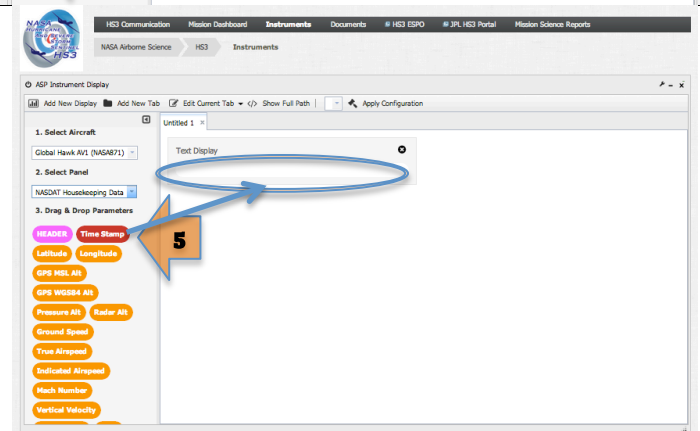 NASA
HURRICANE
AND SEVERE
STORM
SENTINEL
HS3
HS3 Communication Mission Dashboard Instruments Documents HS3 ESPO JPL HS3 Portal Mission Science Reports
NASA Airborne Science HS3 Instruments
ASP Instrument Display
Add New Display Add New Tab Edit Current Tab </> Show Full Path Apply Configuration
Untitled 1 ×
1. Select Aircraft
Global Hawk AV1 (NASA871)
2. Select Panel
NASDAT Housekeeping Data
3. Drag & Drop Parameters
HEADER Time Stamp
Latitude Longitude
GPS MSL Alt
GPS WGS84 Alt
Pressure Alt Radar Alt
Ground Speed
True Airspeed
Indicated Airspeed
Mach Number
Vertical Velocity
Text Display
5